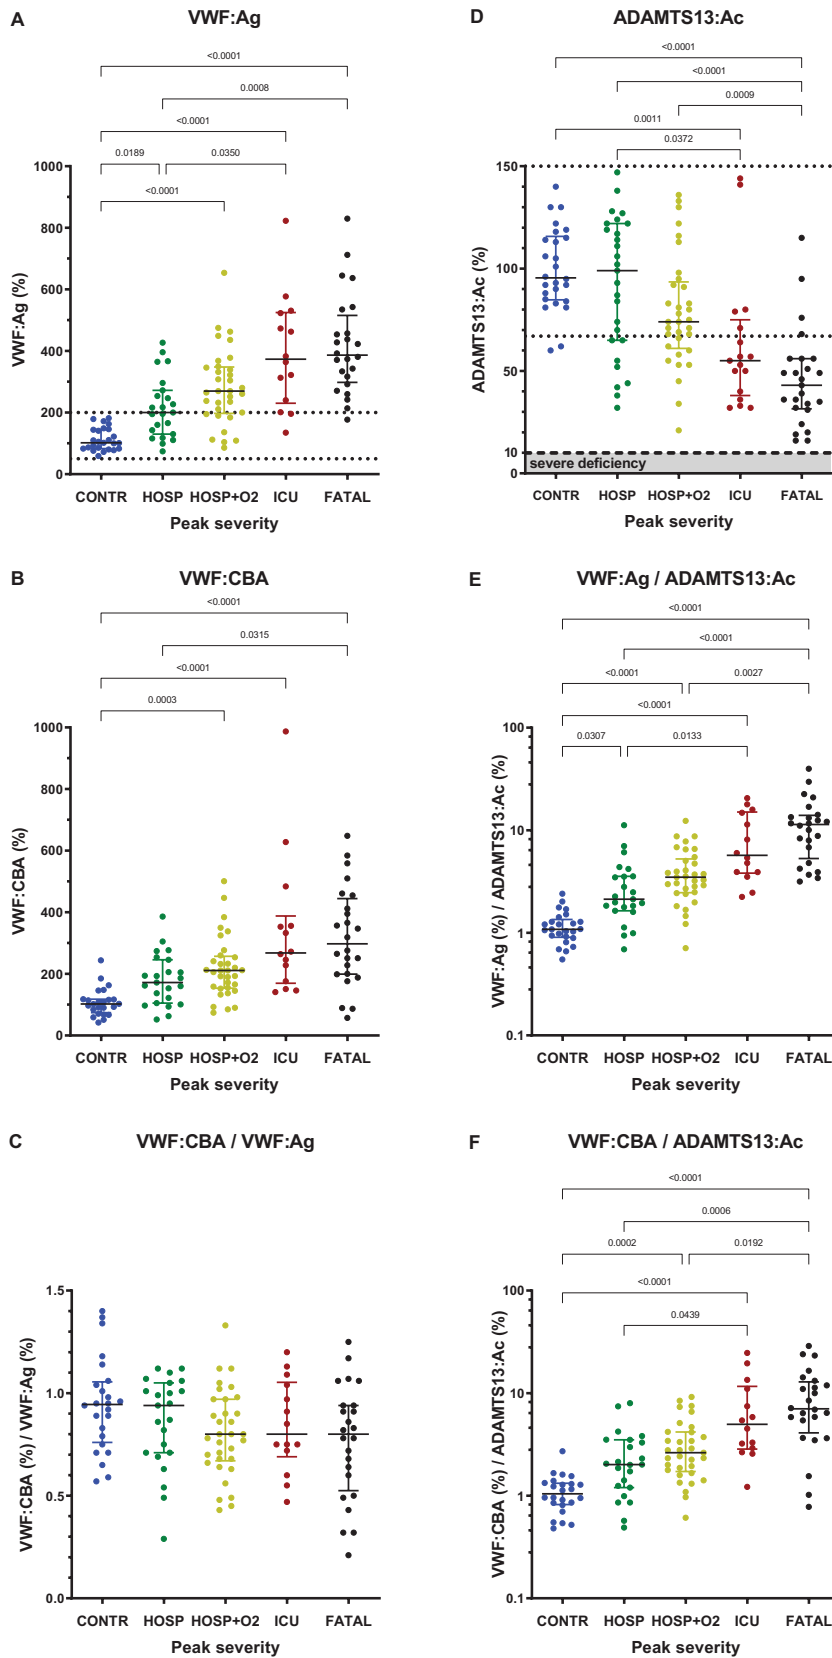 A
VWF:Ag
<0.0001
0.0008
<0.0001
0.0189
0.0350
<0.0001
1000
800
600
400
200
0
VWF:Ag (%)
CONTR HOSP HOSP+O2 ICU FATAL
Peak severity
D
ADAMTS13:Ac
<0.0001
<0.0001
0.0009
0.0011
0.0372
150
100
50
10
0
ADAMTS13:Ac (%)
severe deficiency
CONTR HOSP HOSP+O2 ICU FATAL
Peak severity
B
VWF:CBA
<0.0001
0.0315
<0.0001
0.0003
1000
800
600
400
200
0
VWF:CBA (%)
CONTR HOSP HOSP+O2 ICU FATAL
Peak severity
E
VWF:Ag / ADAMTS13:Ac
<0.0001
<0.0001
<0.0001
0.0027
<0.0001
0.0307
0.0133
100
10
1
0.1
VWF:Ag (%) / ADAMTS13:Ac (%)
CONTR HOSP HOSP+O2 ICU FATAL
Peak severity
C
VWF:CBA / VWF:Ag
1.5
1.0
0.5
0.0
VWF:CBA (%) / VWF:Ag (%)
CONTR HOSP HOSP+O2 ICU FATAL
Peak severity
F
VWF:CBA / ADAMTS13:Ac
<0.0001
0.0006
0.0002
0.0192
<0.0001
0.0439
100
10
1
0.1
VWF:CBA (%) / ADAMTS13:Ac (%)
CONTR HOSP HOSP+O2 ICU FATAL
Peak severity